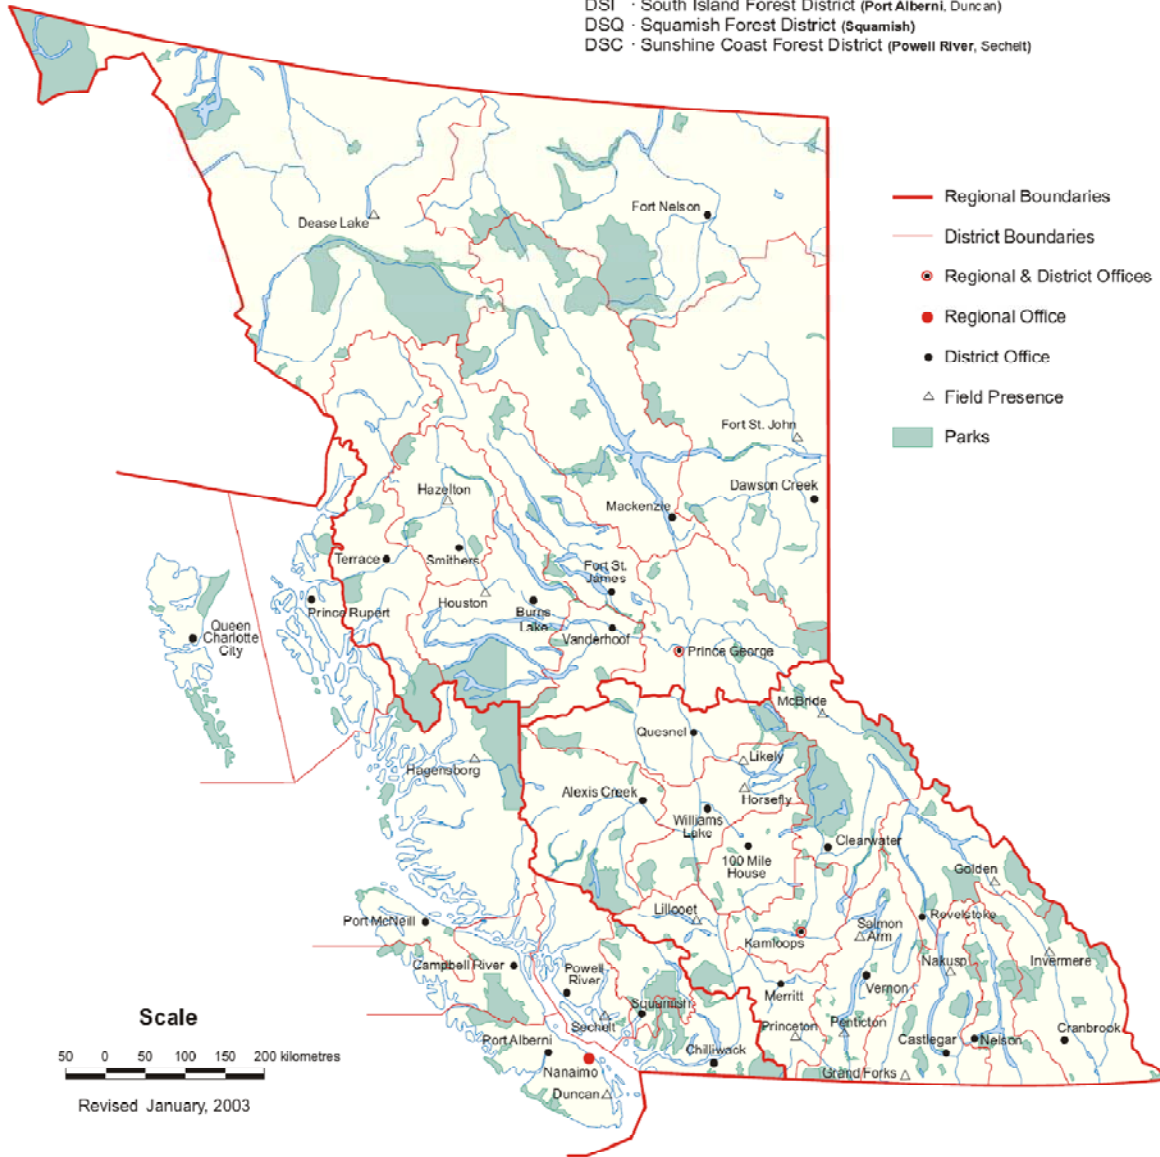 DSI · South Island Forest District (Port Alberni, Duncan)
DSQ · Squamish Forest District (Squamish)
DSC · Sunshine Coast Forest District (Powell River, Sechelt)
Regional Boundaries
District Boundaries
Regional & District Offices
Regional Office
District Office
Field Presence
Parks
Dease Lake
Fort Nelson
Fort St. John
Dawson Creek
Hazelton
Mackenzie
Terrace
Smithers
Fort St.
James
Houston
Burns
Lake
Prince Rupert
Queen
Charlotte
City
Vanderhoof
Prince George
McBride
Quesnel
Likely
Hagensborg
Alexis Creek
Horsefly
Williams
Lake
Clearwater
100 Mile
House
Golden
Lillooet
Revelstoke
Port McNeill
Salmon
Arm
Kamloops
Campbell River
Powell
River
Nakusp
Invermere
Vernon
Merritt
Squamish
Sechelt
Princeton
Penticton
Cranbrook
Port Alberni
Castlegar
Nelson
Chilliwack
Nanaimo
Grand Forks
Duncan
Scale
50 0 50 100 150 200 kilometres
Revised January, 2003